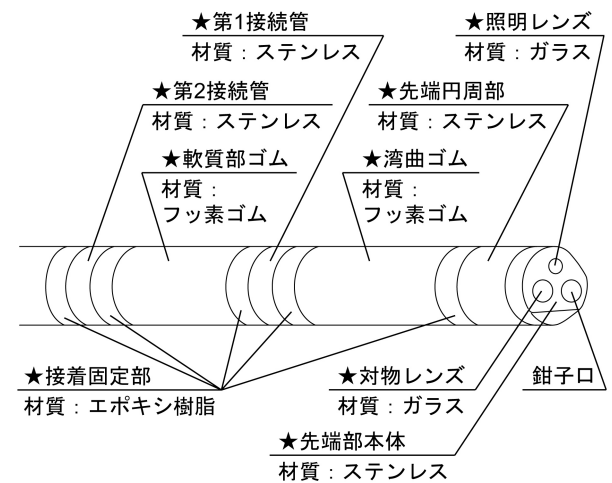 ★第1接続管
材質：ステンレス
★照明レンズ
材質：ガラス
★第2接続管
材質：ステンレス
★先端円周部
材質：ステンレス
★軟質部ゴム
材質：
フッ素ゴム
★湾曲ゴム
材質：
フッ素ゴム
★接着固定部
材質：エポキシ樹脂
★対物レンズ
材質：ガラス
鉗子口
★先端部本体
材質：ステンレス